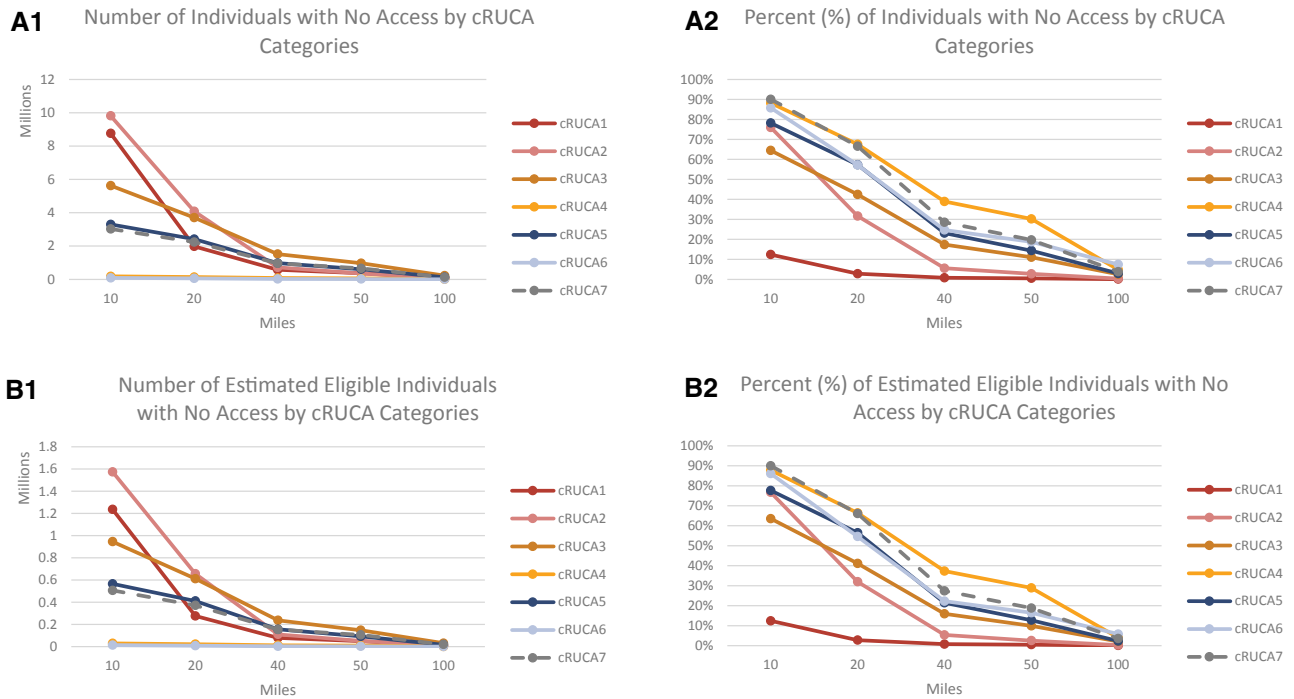 A1
Number of Individuals with No Access by cRUCA
Categories
Millions
12
10
8
6
4
2
0
10 20 40 50 100
Miles
cRUCA1
cRUCA2
cRUCA3
cRUCA4
cRUCA5
cRUCA6
cRUCA7
A2
Percent (%) of Individuals with No Access by cRUCA
Categories
100%
90%
80%
70%
60%
50%
40%
30%
20%
10%
0%
10 20 40 50 100
Miles
cRUCA1
cRUCA2
cRUCA3
cRUCA4
cRUCA5
cRUCA6
cRUCA7
B1
Number of Estimated Eligible Individuals
with No Access by cRUCA Categories
Millions
1.8
1.6
1.4
1.2
1
0.8
0.6
0.4
0.2
0
10 20 40 50 100
Miles
cRUCA1
cRUCA2
cRUCA3
cRUCA4
cRUCA5
cRUCA6
cRUCA7
B2
Percent (%) of Estimated Eligible Individuals with No
Access by cRUCA Categories
100%
90%
80%
70%
60%
50%
40%
30%
20%
10%
0%
10 20 40 50 100
Miles
cRUCA1
cRUCA2
cRUCA3
cRUCA4
cRUCA5
cRUCA6
cRUCA7